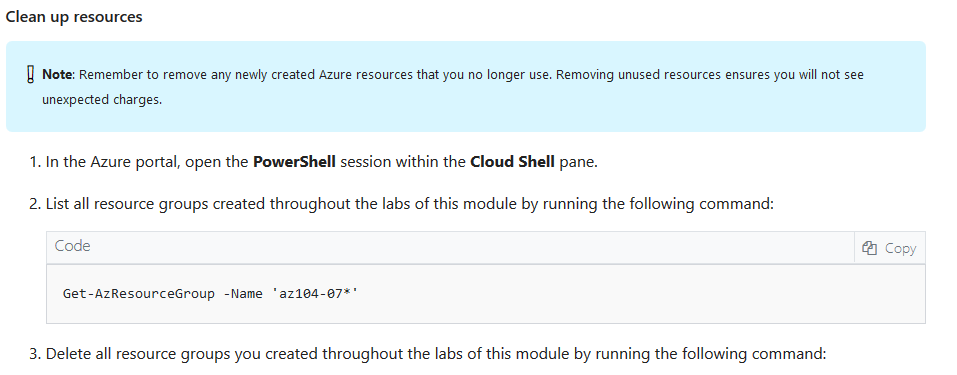 Clean up resources
Note: Remember to remove any newly created Azure resources that you no longer use. Removing unused resources ensures you will not see
unexpected charges.
1. In the Azure portal, open the PowerShell session within the Cloud Shell pane.
2. List all resource groups created throughout the labs of this module by running the following command:
Code
Copy
Get-AzResourceGroup -Name 'az104-07*'
3. Delete all resource groups you created throughout the labs of this module by running the following command: